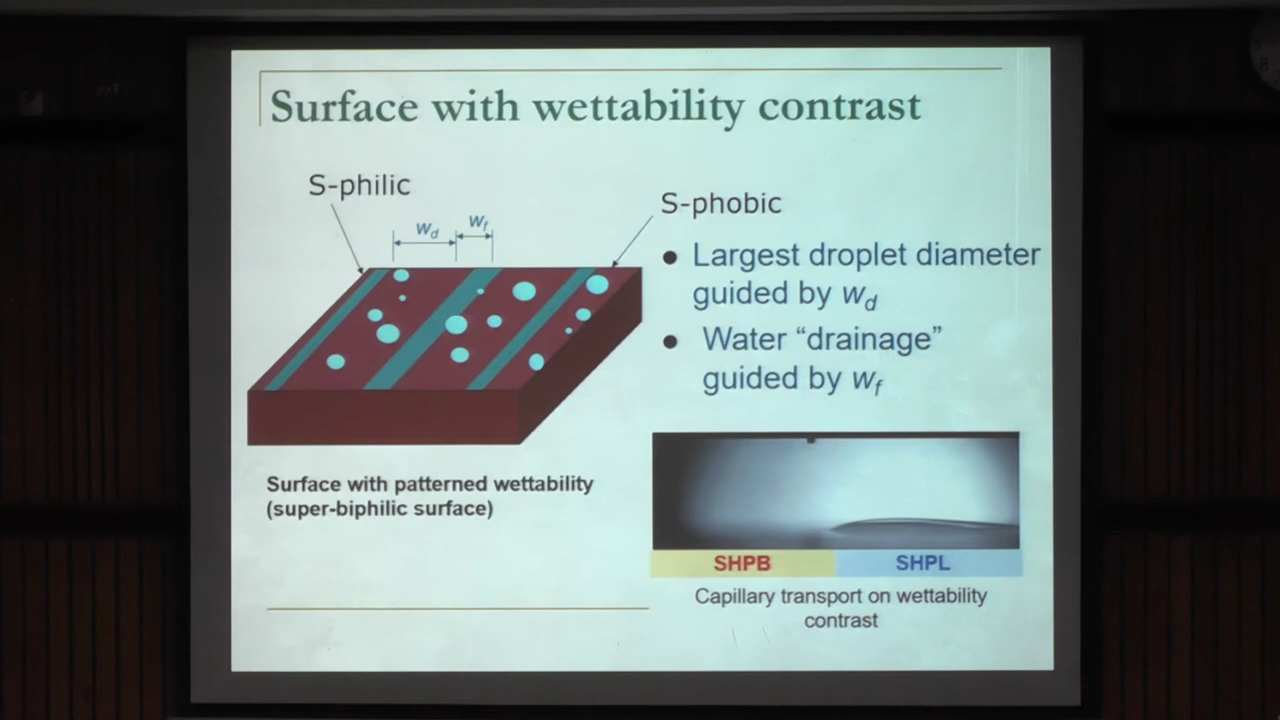 Surface with wettability contrast
S-philic
S-phobic
w_d
w_f
● Largest droplet diameter
guided by w_d
● Water “drainage”
guided by w_f
Surface with patterned wettability
(super-biphilic surface)
SHPB SHPL
Capillary transport on wettability
contrast